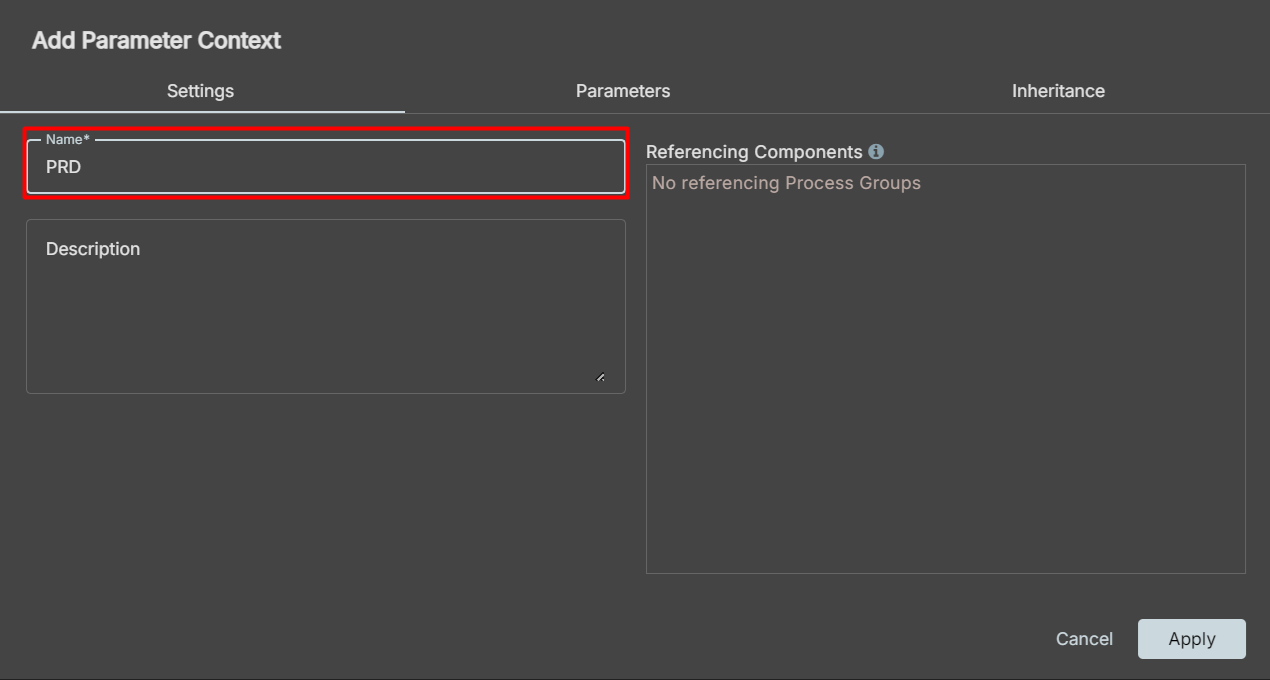 Add Parameter Context
Settings
Parameters
Inheritance
Name*
PRD
Description
Referencing Components
No referencing Process Groups
Cancel
Apply